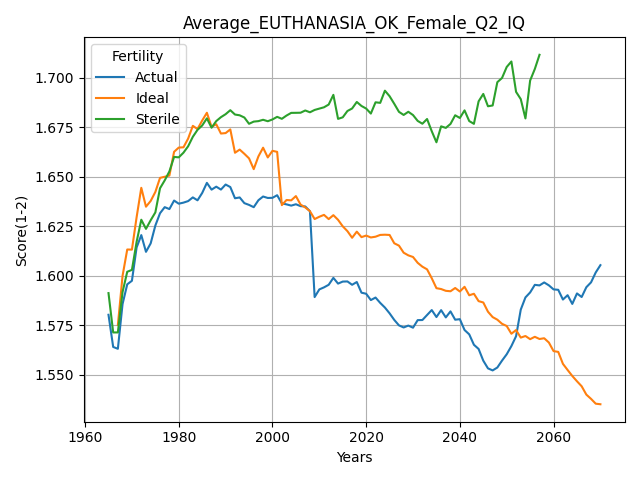 Average_EUTHANASIA_OK_Female_Q2_IQ
Fertility
Actual
Ideal
Sterile
Score(1-2)
1.700
1.675
1.650
1.625
1.600
1.575
1.550
1960
1980
2000
2020
2040
2060
Years